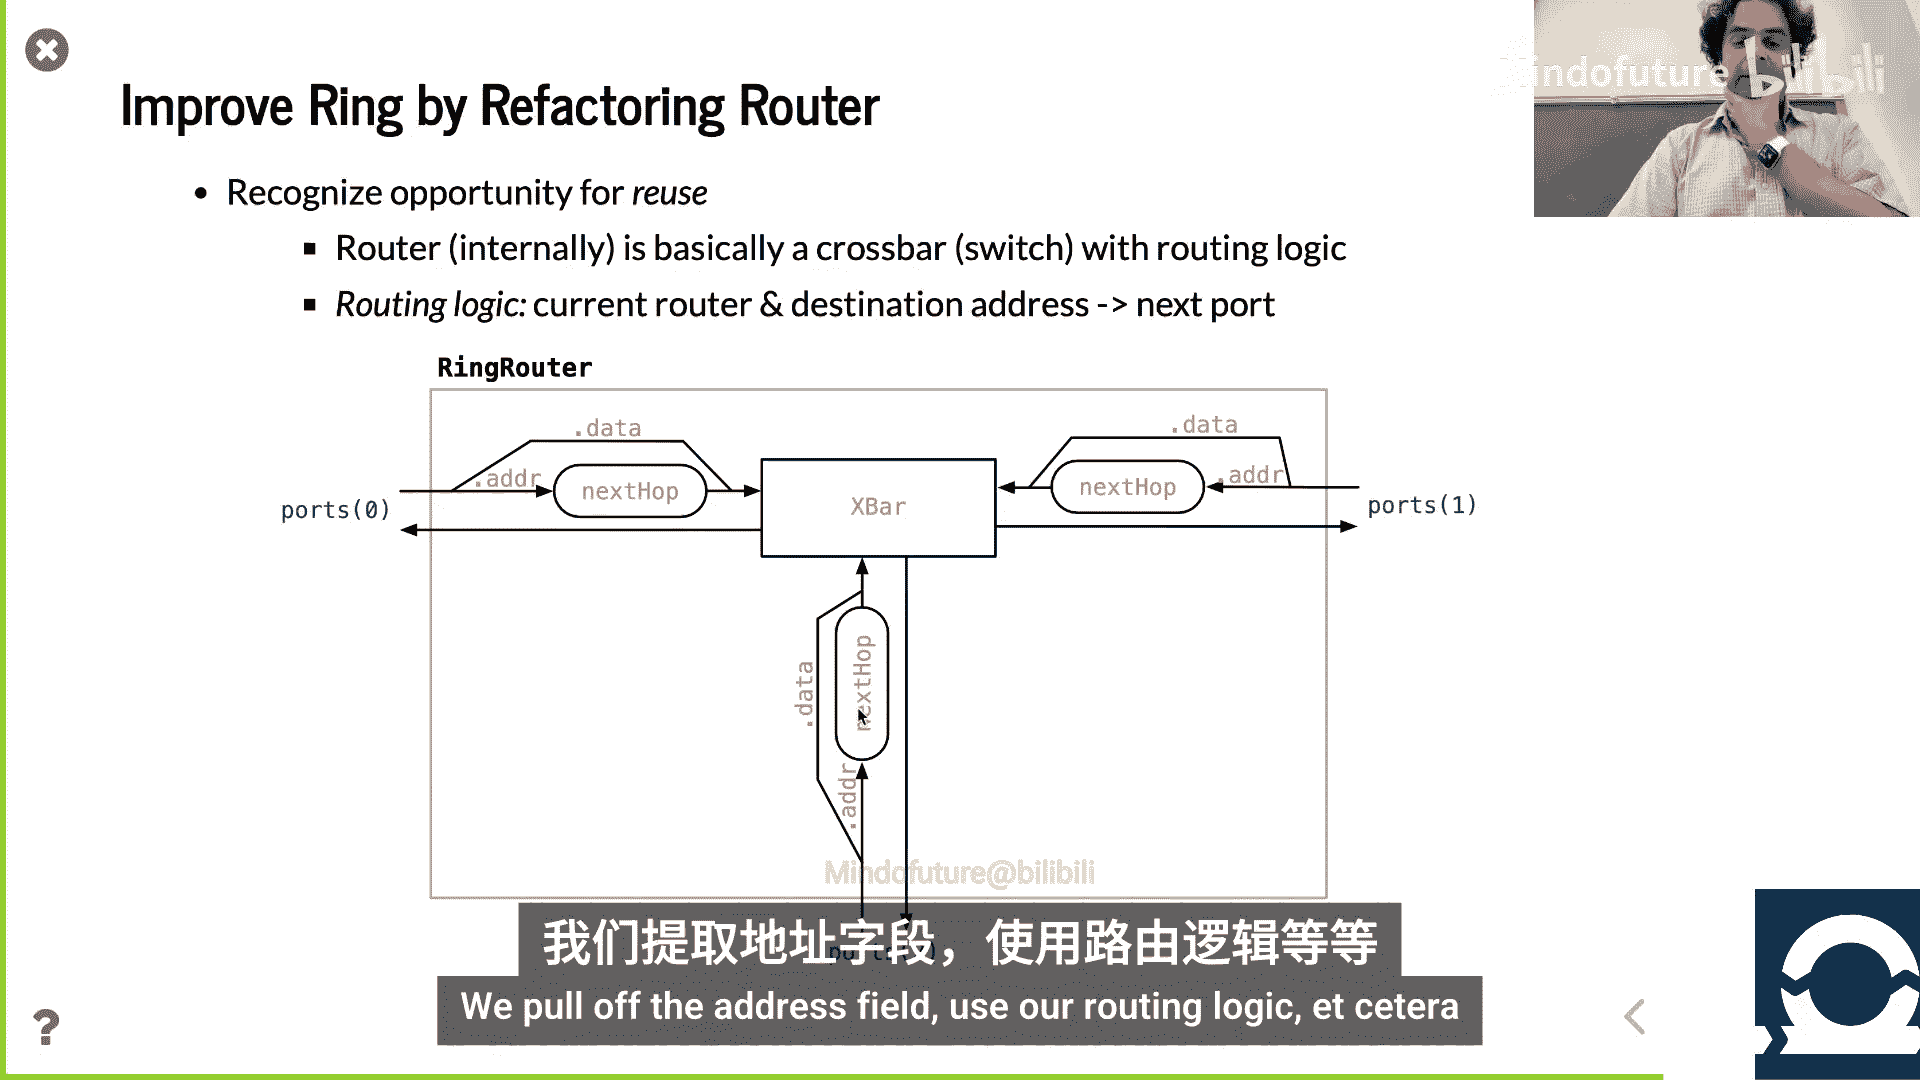 Improve Ring by Refactoring Router
Mindofuture bilibili
• Recognize opportunity for reuse
▪ Router (internally) is basically a crossbar (switch) with routing logic
▪ Routing logic: current router & destination address -> next port
RingRouter
.data
.data
.addr
nextHop
XBar
nextHop
.addr
ports(0)
ports(1)
.data
nextHop
.addr
Mindofuture@bilibili
我们提取地址字段，使用路由逻辑等等
We pull off the address field, use our routing logic, et cetera
?